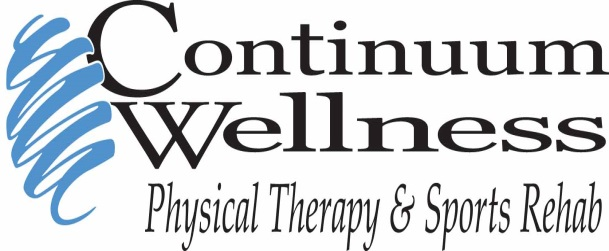 Continuum
Wellness
Physical Therapy & Sports Rehab